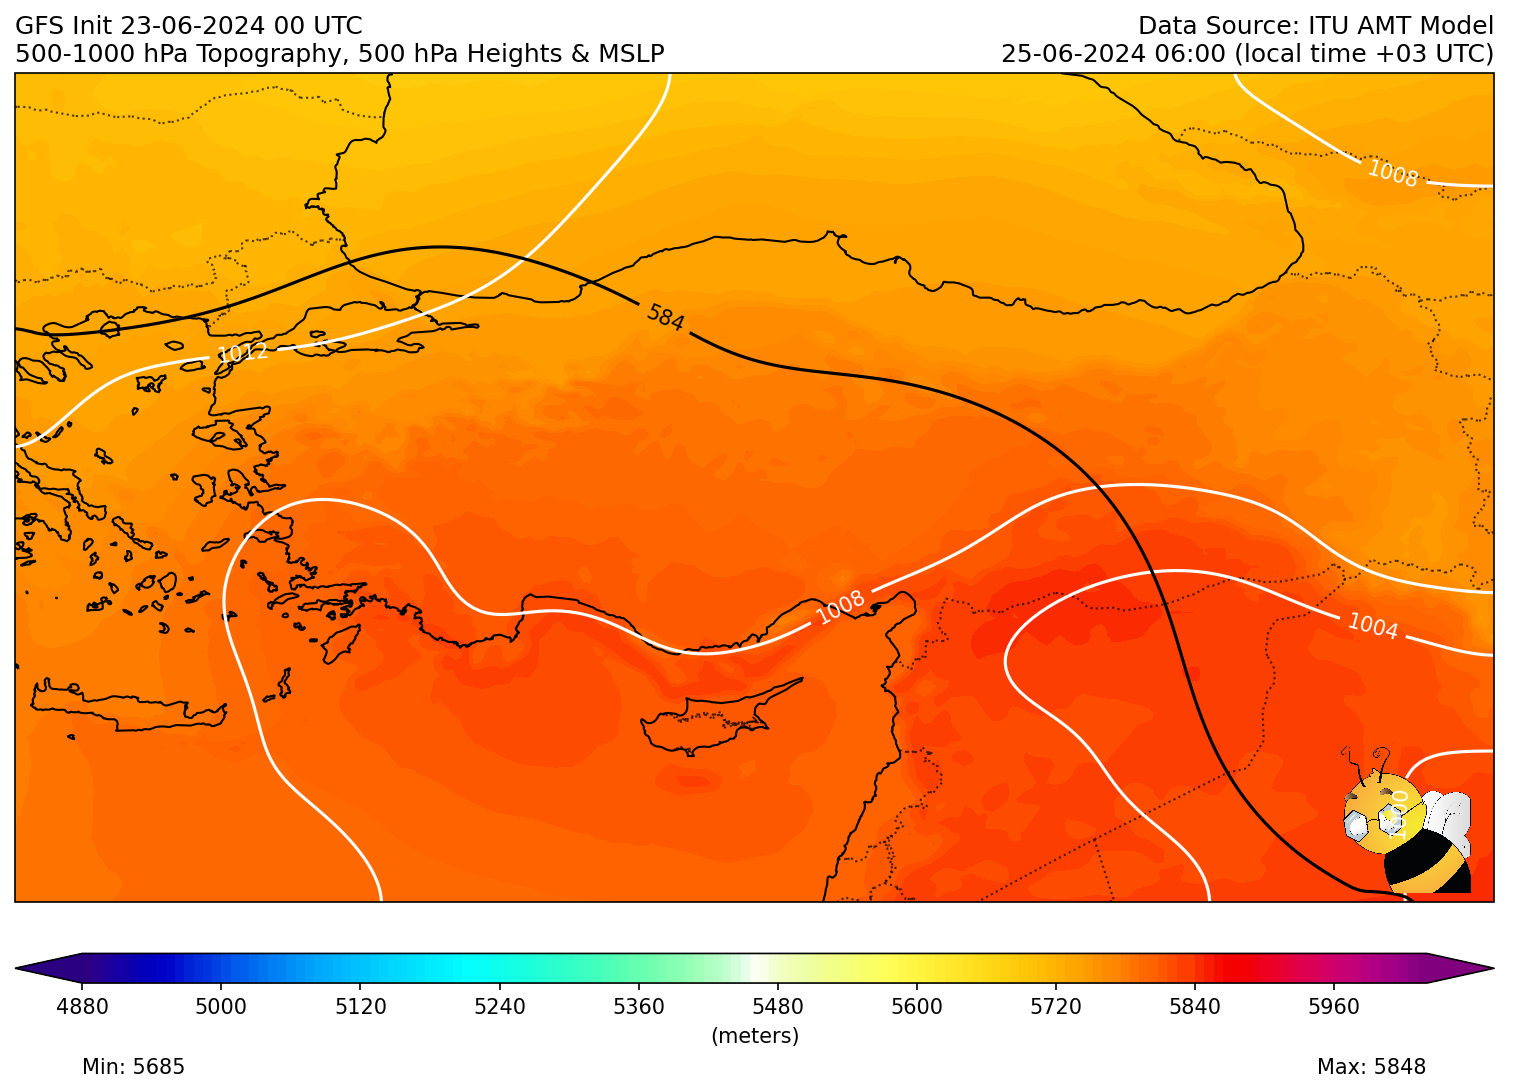 GFS Init 23-06-2024 00 UTC
Data Source: ITU AMT Model
500-1000 hPa Topography, 500 hPa Heights & MSLP
25-06-2024 06:00 (local time +03 UTC)
1008
584
1012
1008
1004
1000
4880 5000 5120 5240 5360 5480 5600 5720 5840 5960
(meters)
Min: 5685
Max: 5848